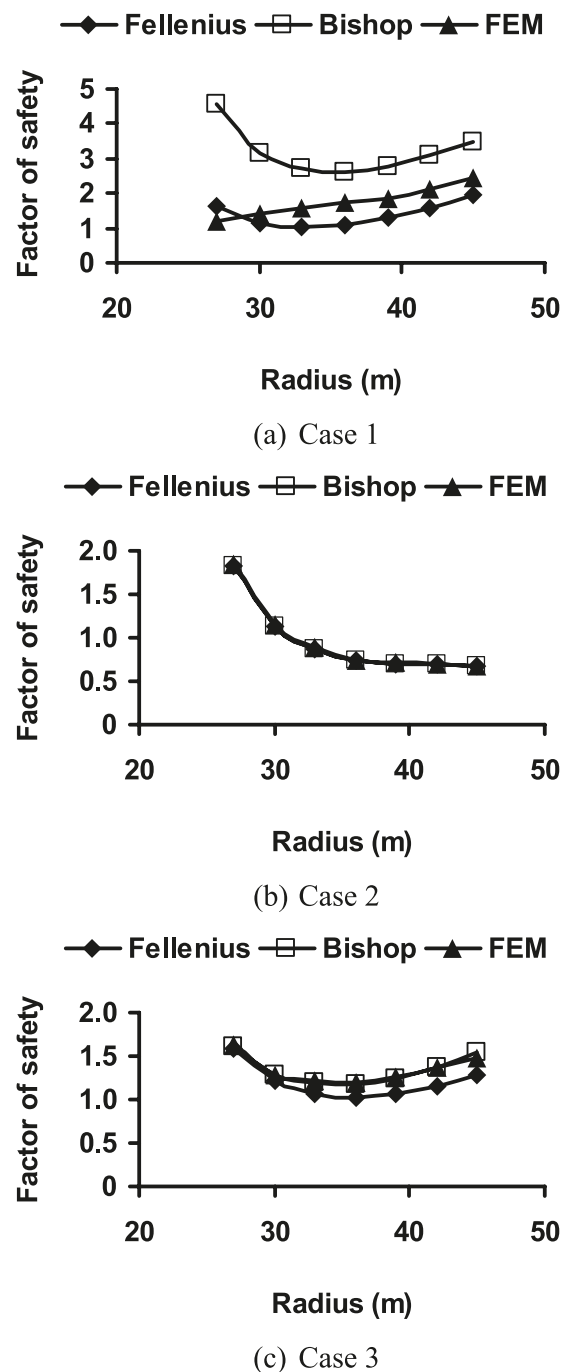 Fellenius Bishop FEM
5
4
3
2
1
0
20 30 40 50
Factor of safety
Radius (m)
(a) Case 1
Fellenius Bishop FEM
2.0
1.5
1.0
0.5
0
20 30 40 50
Factor of safety
Radius (m)
(b) Case 2
Fellenius Bishop FEM
2.0
1.5
1.0
0.5
0
20 30 40 50
Factor of safety
Radius (m)
(c) Case 3